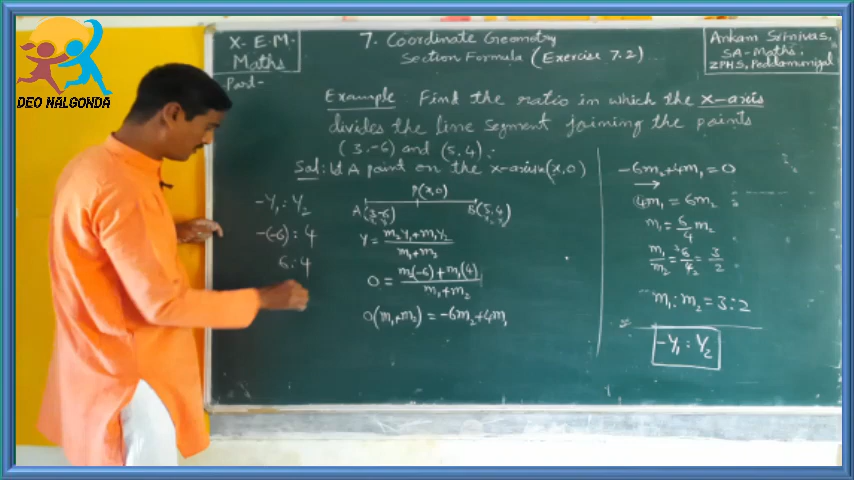 DEO NALGONDA
X- E.M-
Maths
Part-
7. Coordinate Geometry
Section Formula (Exercise 7.2)
Ankam Srinivas,
SA-Maths.
ZPHS, Peddamungal
Example Find the ratio in which the x-axis
divides the line segment joining the points
(3,-6) and (5,4).
Sol: Let A point on the x-axis is (x,0)
P(x,0)
A(3,-6) B(5,4)
Y = m₂Y₁+m₁Y₂ / m₁+m₂
0 = m₂(-6)+m₁(4) / m₁+m₂
0(m₁+m₂) = -6m₂+4m₁
-Y₁:Y₂
-(-6): 4
6:4
-6m₂+4m₁=0
4m₁=6m₂
m₁=6/4 m₂
m₁/m₂=³6/4₂=3/2
m₁:m₂=3:2
-Y₁:Y₂